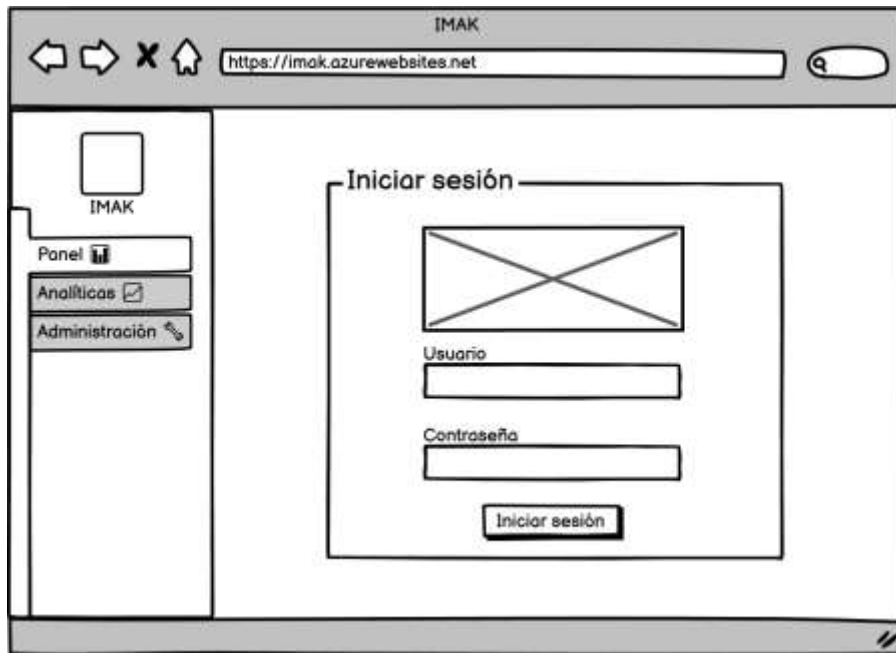 IMAK
https://imak.azurewebsites.net
IMAK
Panel
Analíticas
Administración
Iniciar sesión
Usuario
Contraseña
Iniciar sesión